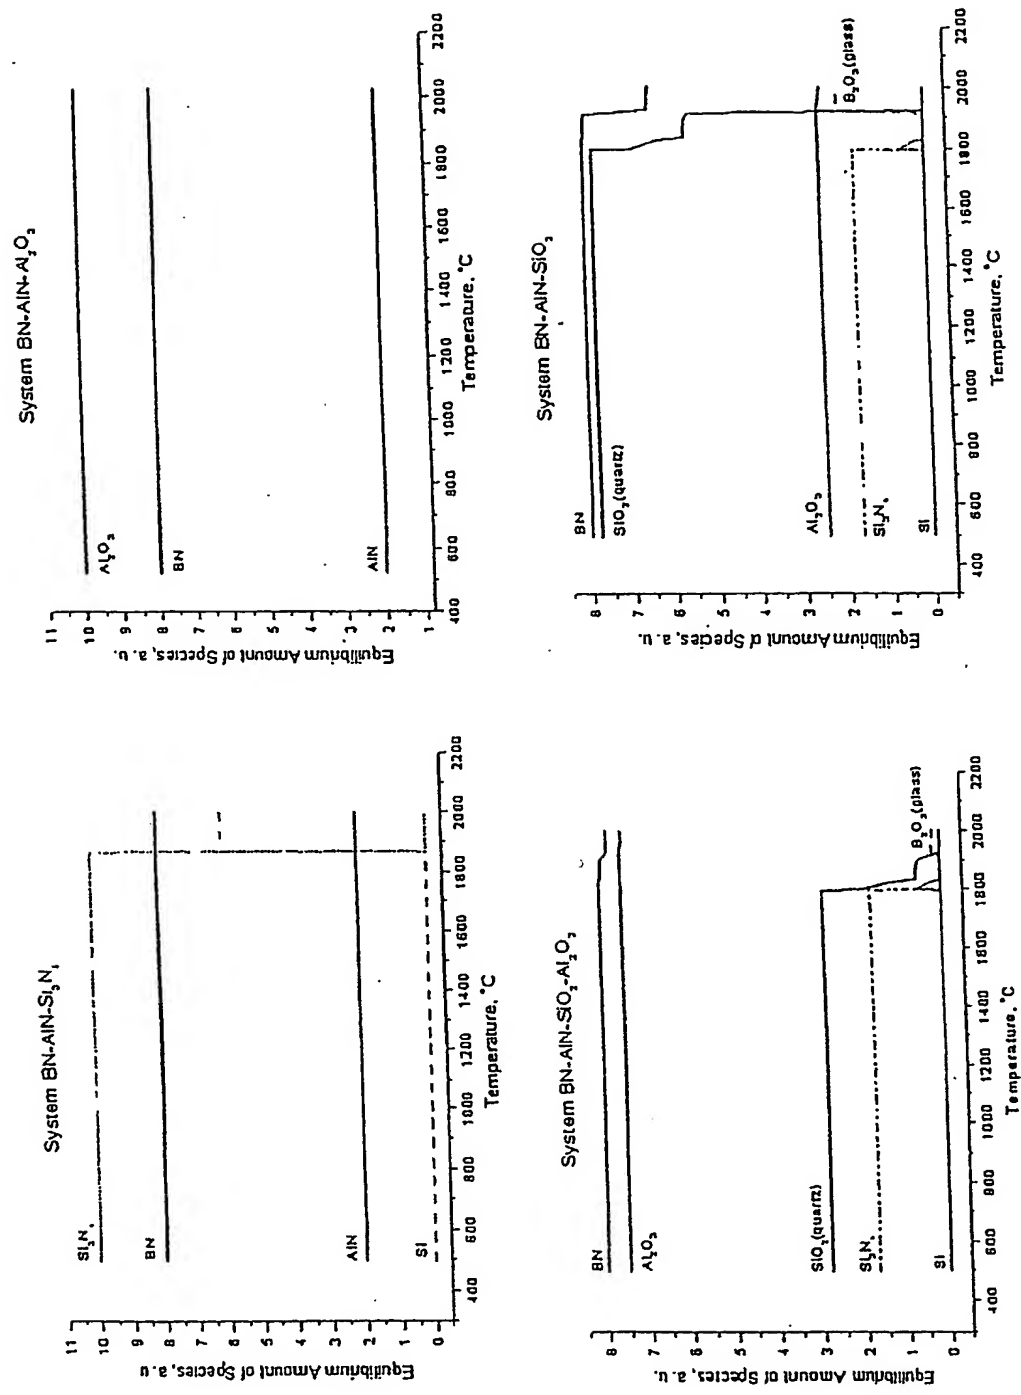 System BN-AlN-Al₂O₃
11
10
9
8
7
6
5
4
3
2
1
Equilibrium Amount of Species, a. u.
Al₂O₃
BN
AlN
400
600
800
1000
1200
1400
1600
1800
2000
2200
Temperature, °C
System BN-AlN-SiO₂
8
7
6
5
4
3
2
1
0
Equilibrium Amount of Species, a. u.
BN
SiO₂(quartz)
Al₂O₃
Si₃N₄
Si
B₂O₃(glass)
400
600
800
1000
1200
1400
1600
1800
2000
2200
Temperature, °C
System BN-AlN-Si₃N₄
11
10
9
8
7
6
5
4
3
2
1
0
Equilibrium Amount of Species, a. u
Si₃N₄
BN
AlN
Si
400
600
800
1000
1200
1400
1600
1800
2000
2200
Temperature, °C
System BN-AlN-SiO₂-Al₂O₃
8
7
6
5
4
3
2
1
0
Equilibrium Amount of Species, a. u.
BN
Al₂O₃
SiO₂(quartz)
Si₃N₄
Si
B₂O₃(glass)
400
600
800
1000
1200
1400
1600
1800
2000
2200
Temperature, °C